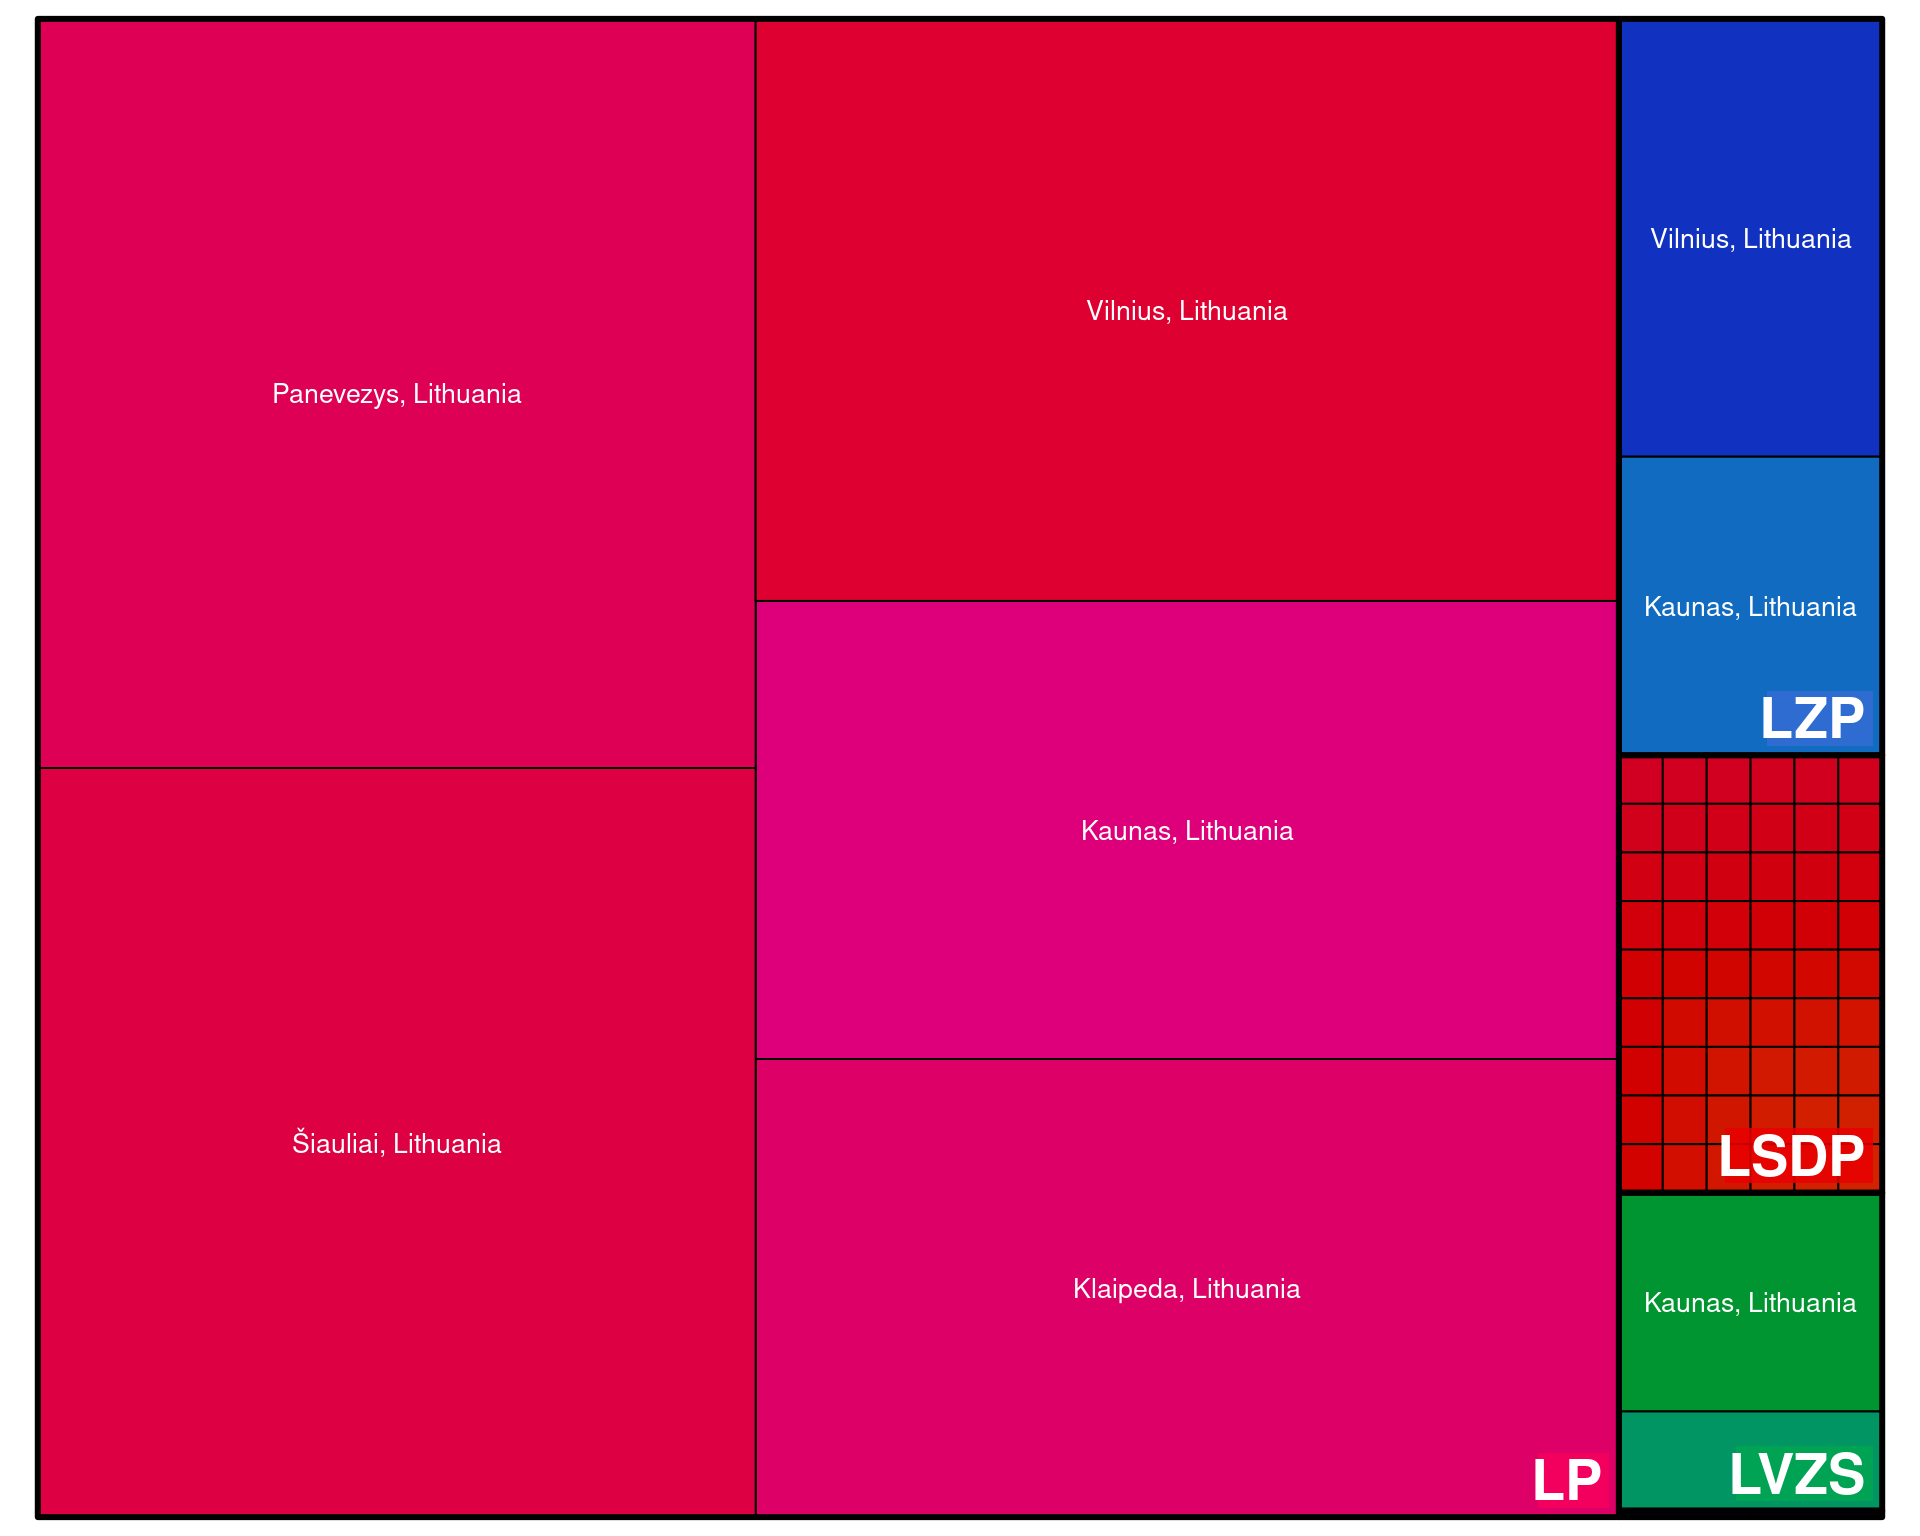 Panevezys, Lithuania
Šiauliai, Lithuania
Vilnius, Lithuania
Kaunas, Lithuania
Klaipeda, Lithuania
LP
Vilnius, Lithuania
Kaunas, Lithuania
LZP
LSDP
Kaunas, Lithuania
LVZS